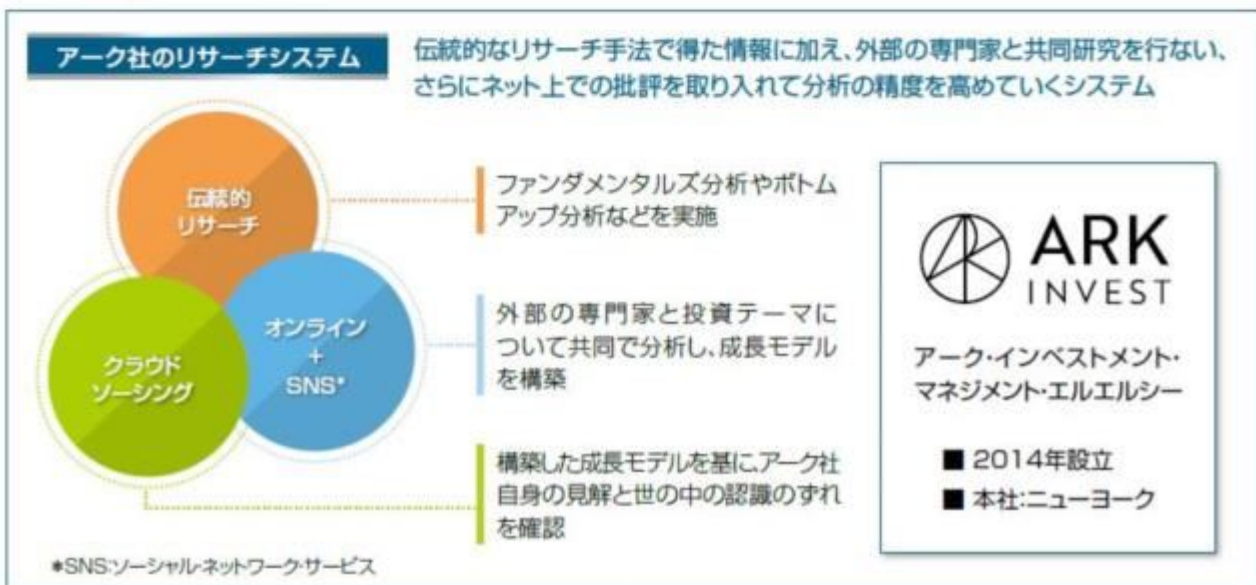 アーク社のリサーチシステム
伝統的なリサーチ手法で得た情報に加え、外部の専門家と共同研究を行ない、
さらにネット上での批評を取り入れて分析の精度を高めていくシステム
伝統的
リサーチ
ファンダメンタルズ分析やボトム
アップ分析などを実施
オンライン
+
SNS*
外部の専門家と投資テーマに
ついて共同で分析し、成長モデル
を構築
クラウド
ソーシング
構築した成長モデルを基に、アーク社
自身の見解と世の中の認識のずれ
を確認
*SNS:ソーシャル・ネットワーク・サービス
ARK
INVEST
アーク・インベストメント・
マネジメント・エルエルシー
■ 2014年設立
■ 本社:ニューヨーク